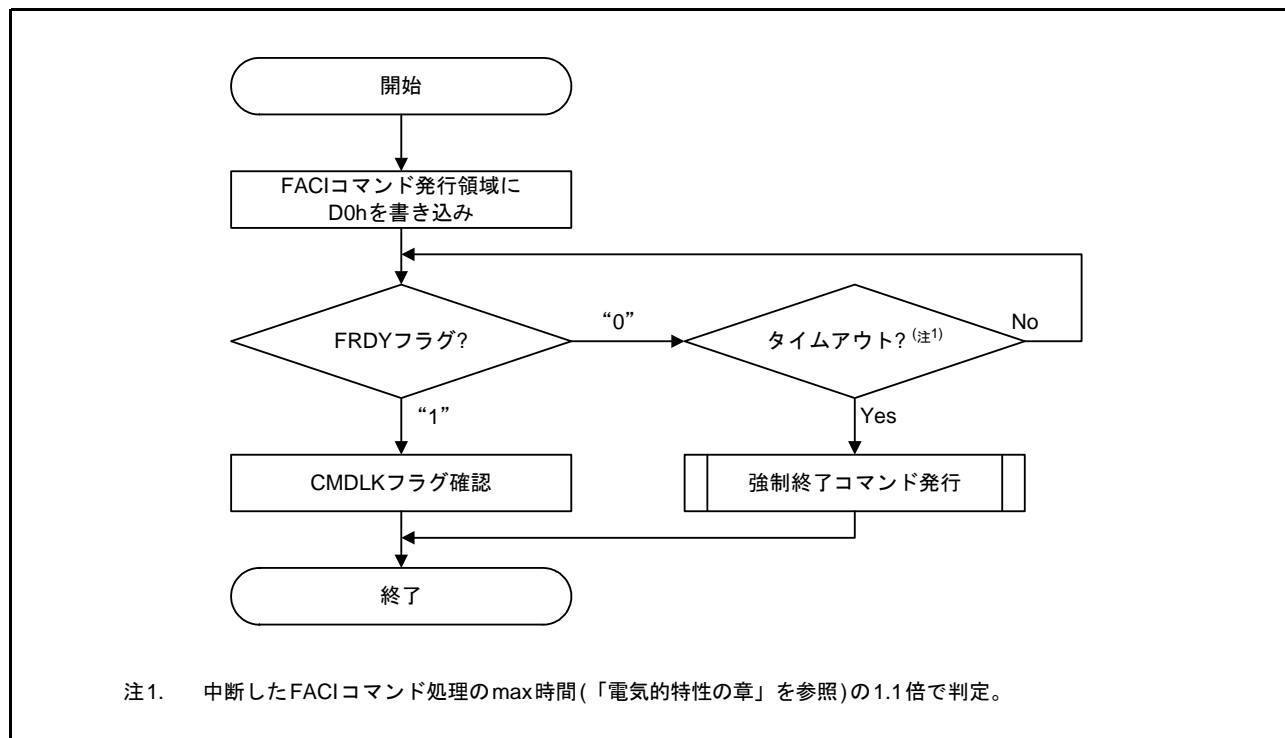 開始
FACIコマンド発行領域に
D0hを書き込み
FRDYフラグ?
“0”
タイムアウト? (注1)
No
“1”
Yes
CMDLKフラグ確認
強制終了コマンド発行
終了
注1. 中断したFACIコマンド処理のmax時間(「電気的特性の章」を参照)の1.1倍で判定。